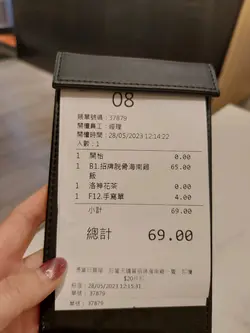 08
賬單號碼：37879
開檯員工：經理
開檯時間：28/05/2023 12:14:22
人數：1
1 開枱 0.00
1 B1.招牌脫骨海南雞飯 65.00
1 洛神花茶 0.00
1 F12.手寫單 4.00
小計 69.00
總計 69.00
28/05/2023 12:15:31
單號：37879